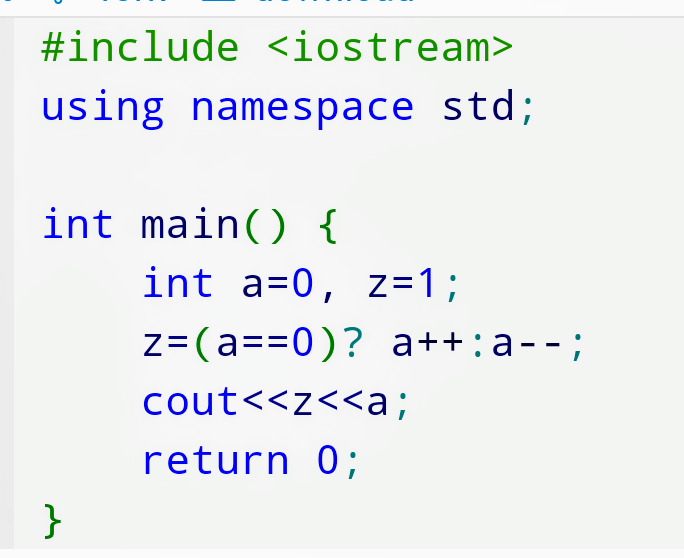 #include <iostream>
using namespace std;
int main() {
int a=0, z=1;
z=(a==0)? a++:a--;
cout<<z<<a;
return 0;
}